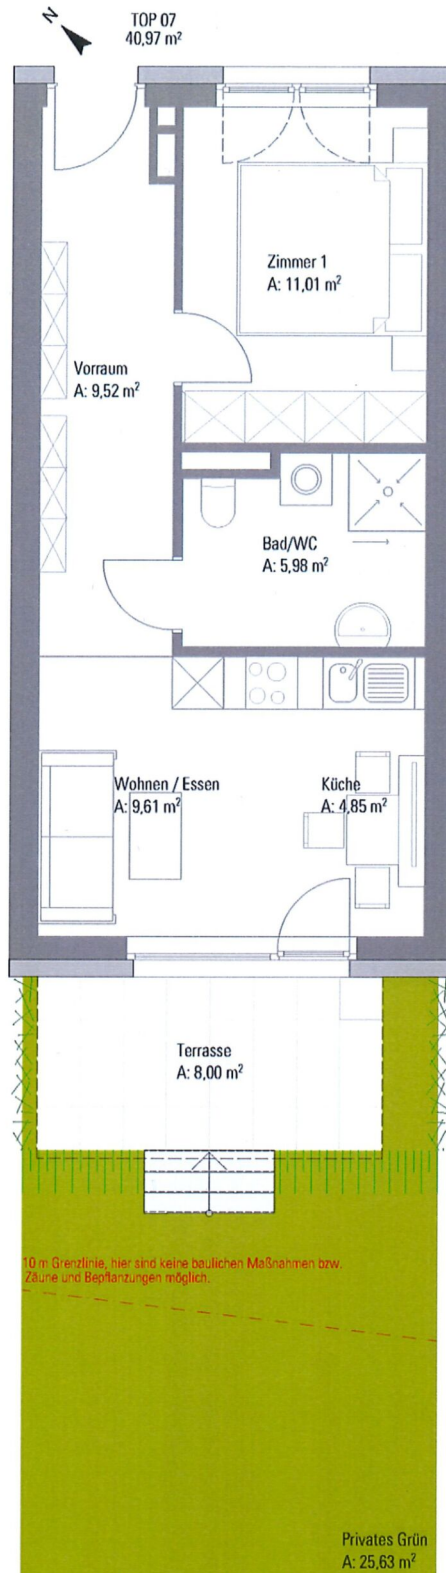 N
TOP 07
40,97 m²
Zimmer 1
A: 11,01 m²
Vorraum
A: 9,52 m²
Bad/WC
A: 5,98 m²
Wohnen / Essen
A: 9,61 m²
Küche
A: 4,85 m²
Terrasse
A: 8,00 m²
10 m Grenzlinie, hier sind keine baulichen Maßnahmen bzw.
Zäune und Bepflanzungen möglich.
Privates Grün
A: 25,63 m²